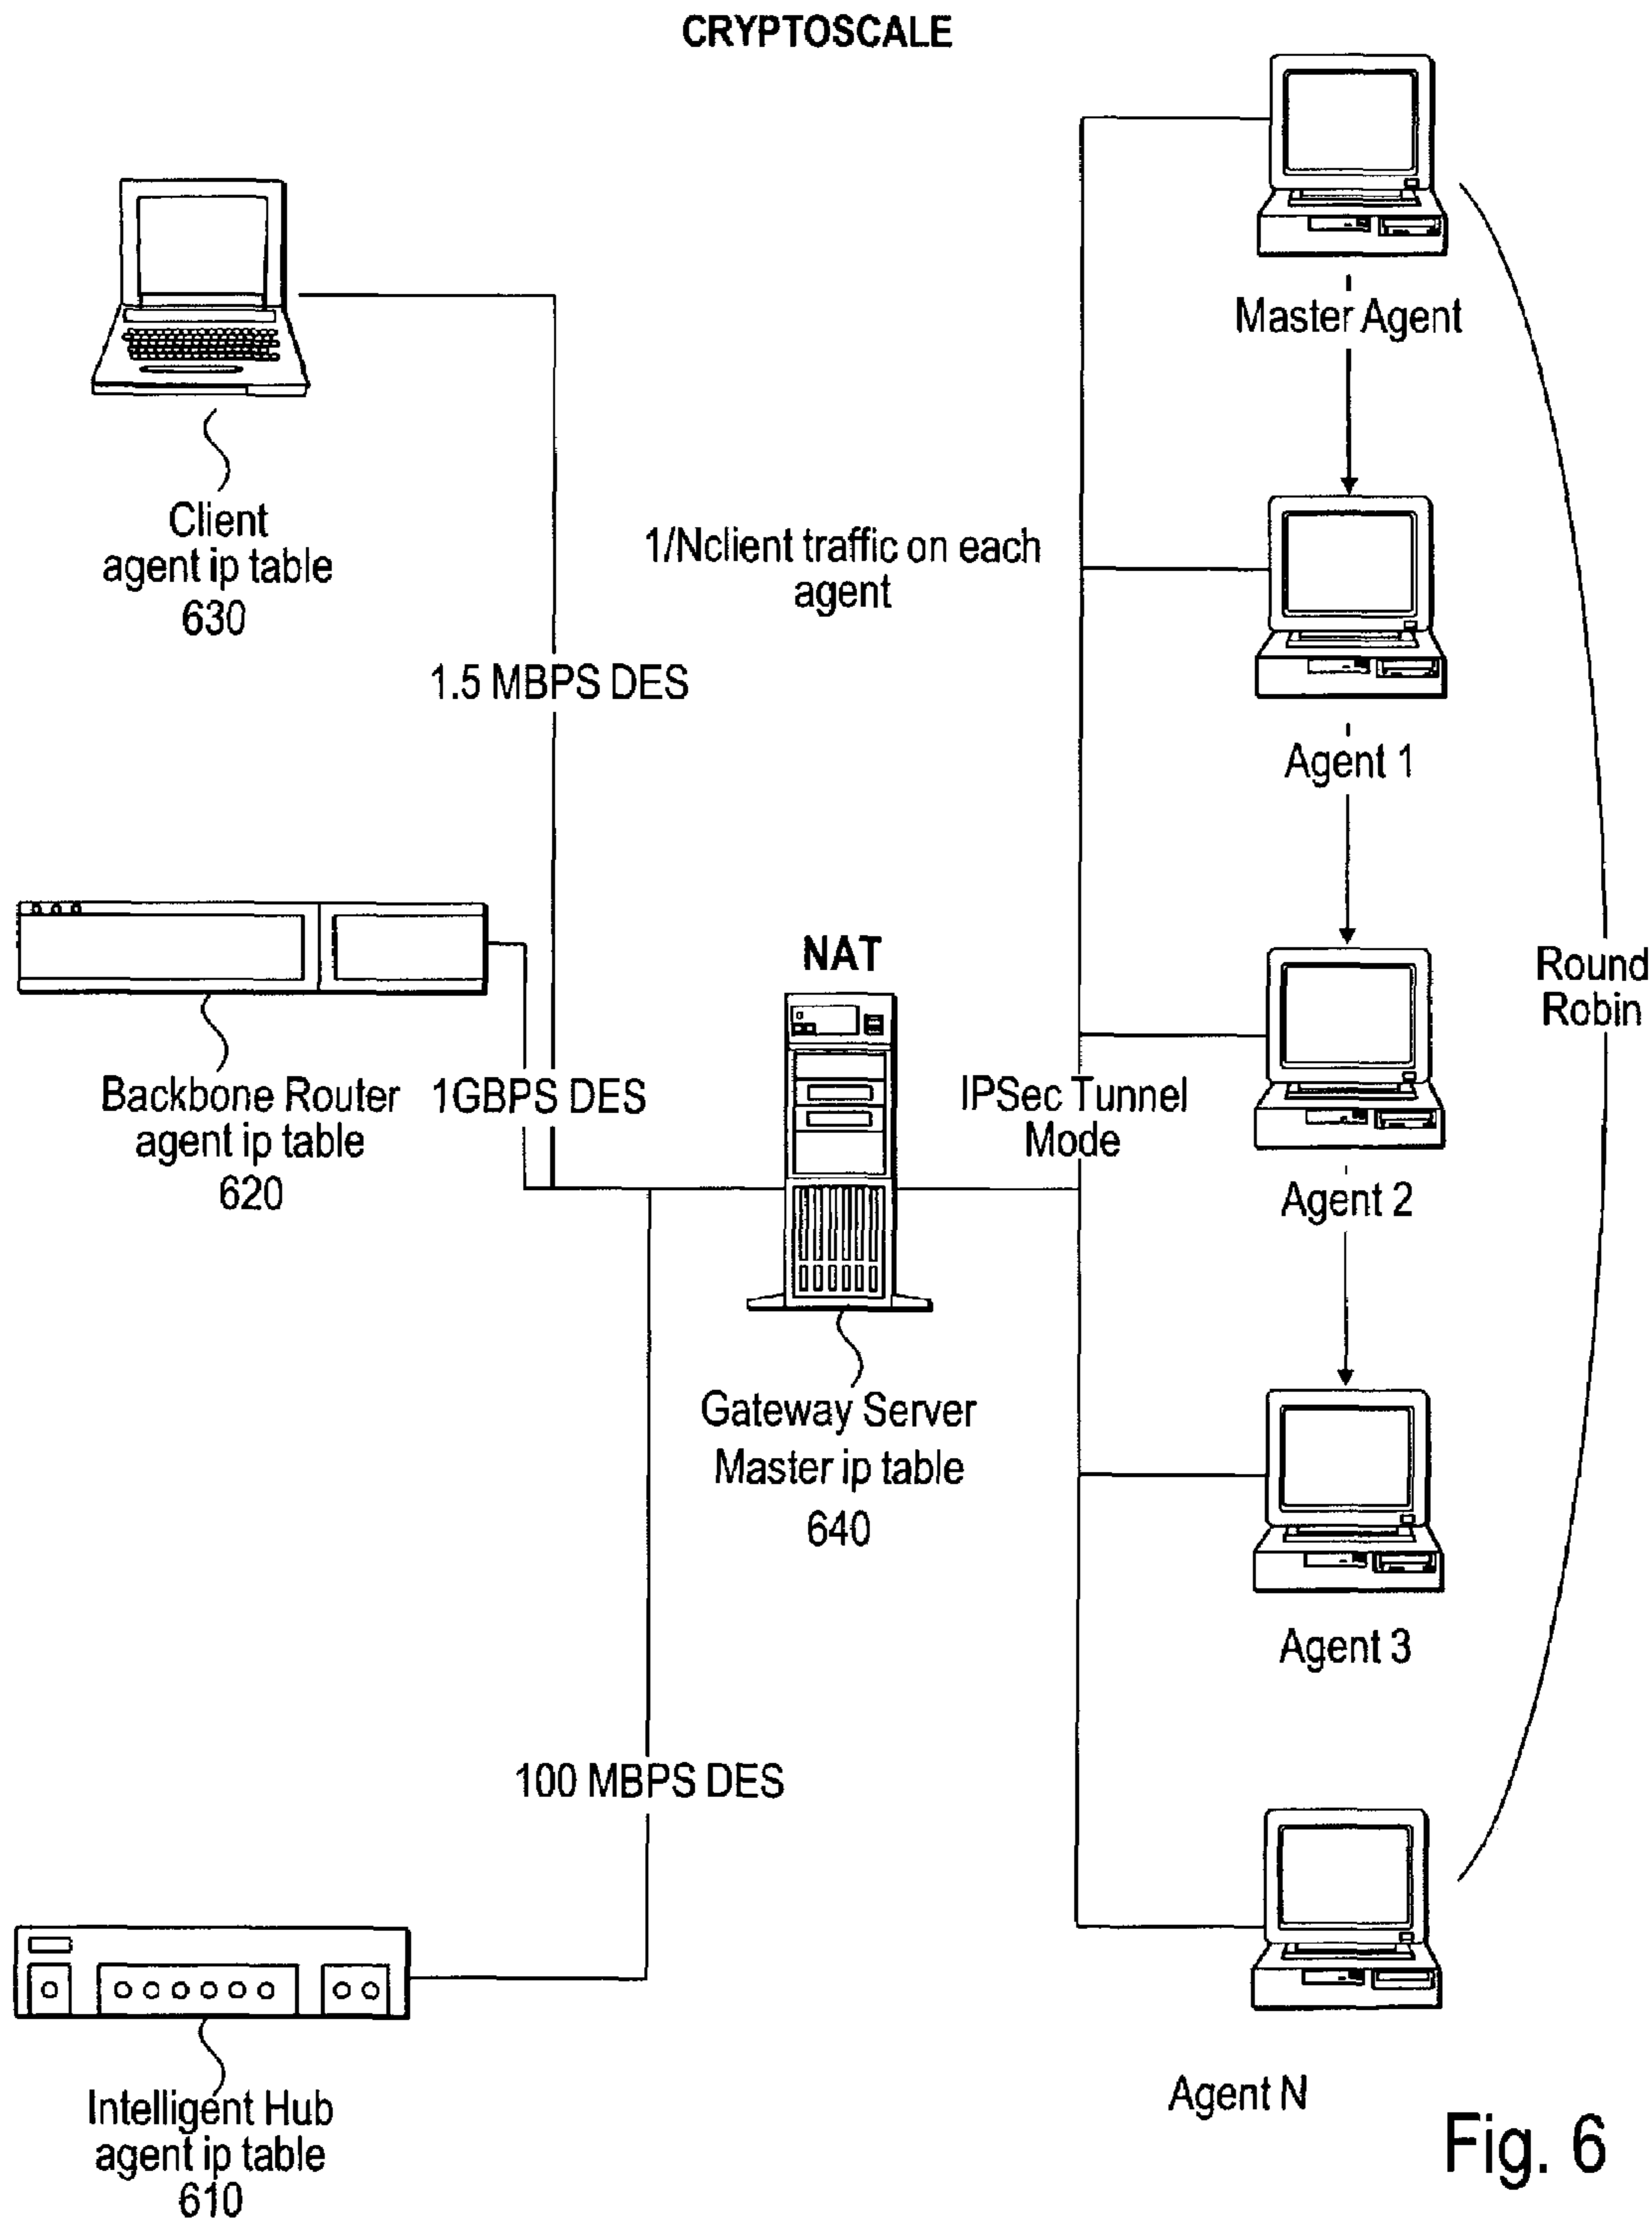 CRYPTOSCALE
Master Agent
Client
agent ip table
630
1/Nclient traffic on each
agent
1.5 MBPS DES
Agent 1
NAT
Round
Robin
Backbone Router
agent ip table
620
1GBPS DES
IPSec Tunnel
Mode
Agent 2
Gateway Server
Master ip table
640
Agent 3
100 MBPS DES
Intelligent Hub
agent ip table
610
Agent N
Fig. 6